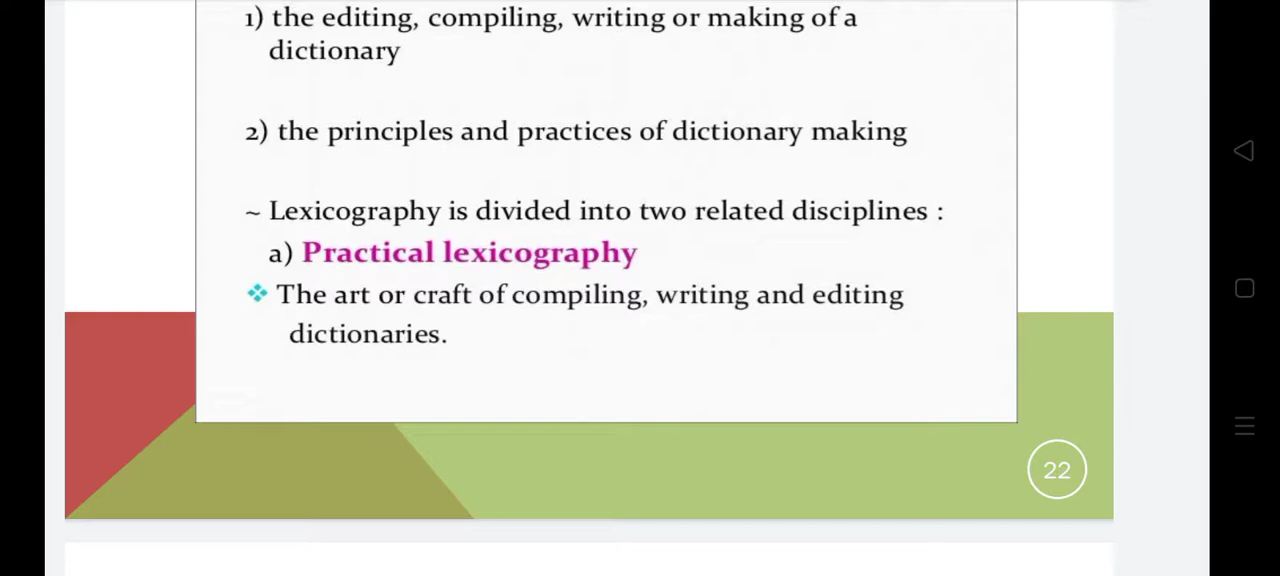 1) the editing, compiling, writing or making of a
dictionary
2) the principles and practices of dictionary making
~ Lexicography is divided into two related disciplines :
a) Practical lexicography
❖ The art or craft of compiling, writing and editing
dictionaries.
22